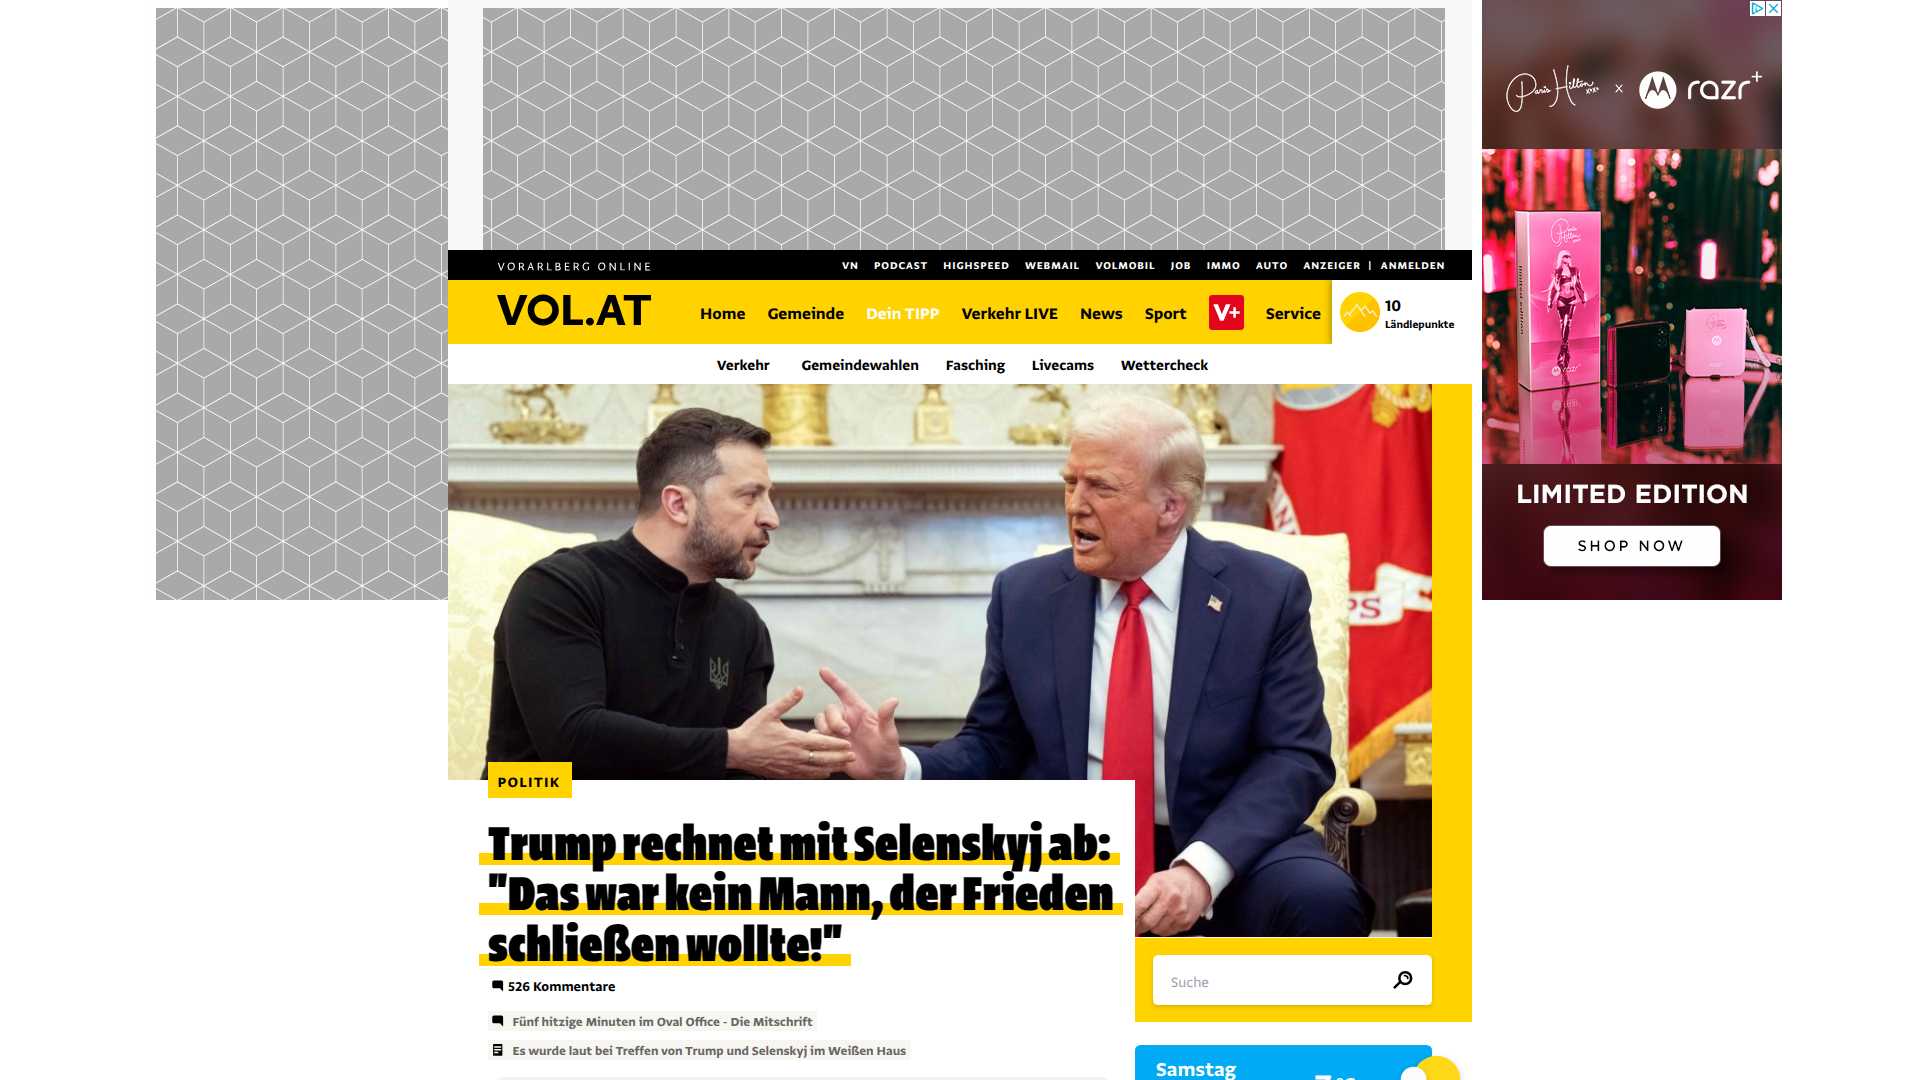 Paris Hilton x razr+
VORARLBERG ONLINE
VN PODCAST HIGHSPEED WEBMAIL VOLMOBIL JOB IMMO AUTO ANZEIGER | ANMELDEN
VOL.AT
Home Gemeinde Dein TIPP Verkehr LIVE News Sport V+ Service
10
Ländlepunkte
Verkehr Gemeindewahlen Fasching Livecams Wettercheck
LIMITED EDITION
SHOP NOW
POLITIK
Trump rechnet mit Selenskyj ab:
"Das war kein Mann, der Frieden
schließen wollte!"
526 Kommentare
Fünf hitzige Minuten im Oval Office - Die Mitschrift
Es wurde laut bei Treffen von Trump und Selenskyj im Weißen Haus
Suche
Samstag